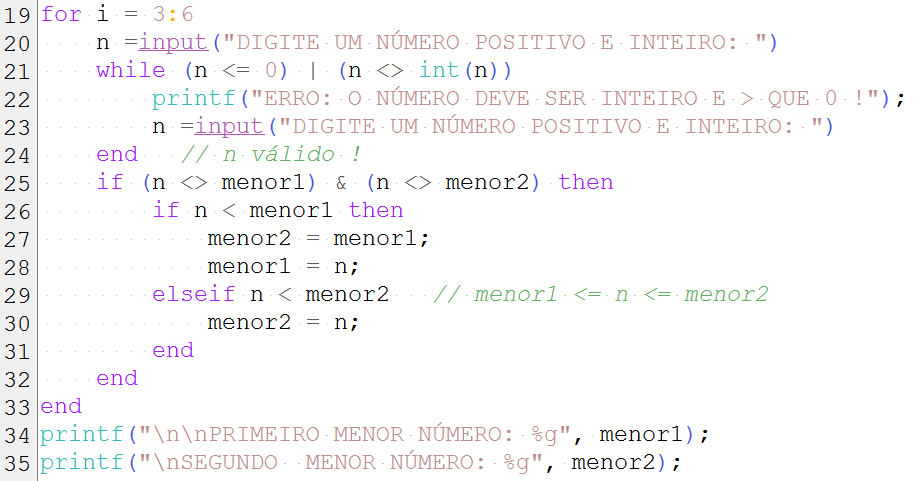 19 for i = 3:6
20     n =input("DIGITE UM NÚMERO POSITIVO E INTEIRO: ")
21     while (n <= 0) | (n <> int(n))
22         printf("ERRO: O NÚMERO DEVE SER INTEIRO E > QUE 0 !");
23         n =input("DIGITE UM NÚMERO POSITIVO E INTEIRO: ")
24     end   // n válido !
25     if (n <> menor1) & (n <> menor2) then
26         if n < menor1 then
27             menor2 = menor1;
28             menor1 = n;
29         elseif n < menor2   // menor1 <= n <= menor2
30             menor2 = n;
31         end
32     end
33 end
34 printf("\n\nPRIMEIRO MENOR NÚMERO: %g", menor1);
35 printf("\nSEGUNDO  MENOR NÚMERO: %g", menor2);